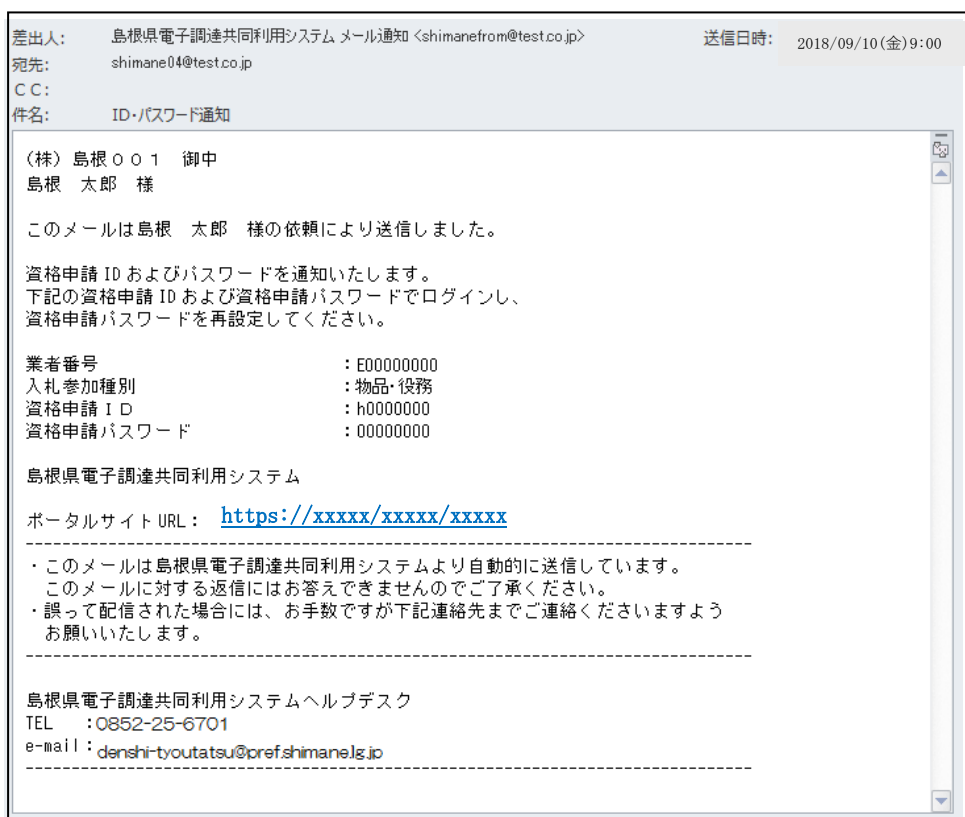 差出人: 島根県電子調達共同利用システム メール通知 <shimanefrom@test.co.jp> 送信日時: 2018/09/10(金)9:00
宛先: shimane04@test.co.jp
CC:
件名: ID・パスワード通知
(株)島根００１ 御中
島根 太郎 様
このメールは島根 太郎 様の依頼により送信しました。
資格申請IDおよびパスワードを通知いたします。
下記の資格申請IDおよび資格申請パスワードでログインし、
資格申請パスワードを再設定してください。
業者番号 :E00000000
入札参加種別 :物品・役務
資格申請ＩＤ :h0000000
資格申請パスワード :00000000
島根県電子調達共同利用システム
ポータルサイトURL: https://xxxxx/xxxxx/xxxxx
--------------------------------------------------------------------------------
・このメールは島根県電子調達共同利用システムより自動的に送信しています。
このメールに対する返信にはお答えできませんのでご了承ください。
・誤って配信された場合には、お手数ですが下記連絡先までご連絡くださいますよう
お願いいたします。
--------------------------------------------------------------------------------
島根県電子調達共同利用システムヘルプデスク
TEL :0852-25-6701
e-mail:denshi-tyoutatsu@pref.shimane.lg.jp
--------------------------------------------------------------------------------